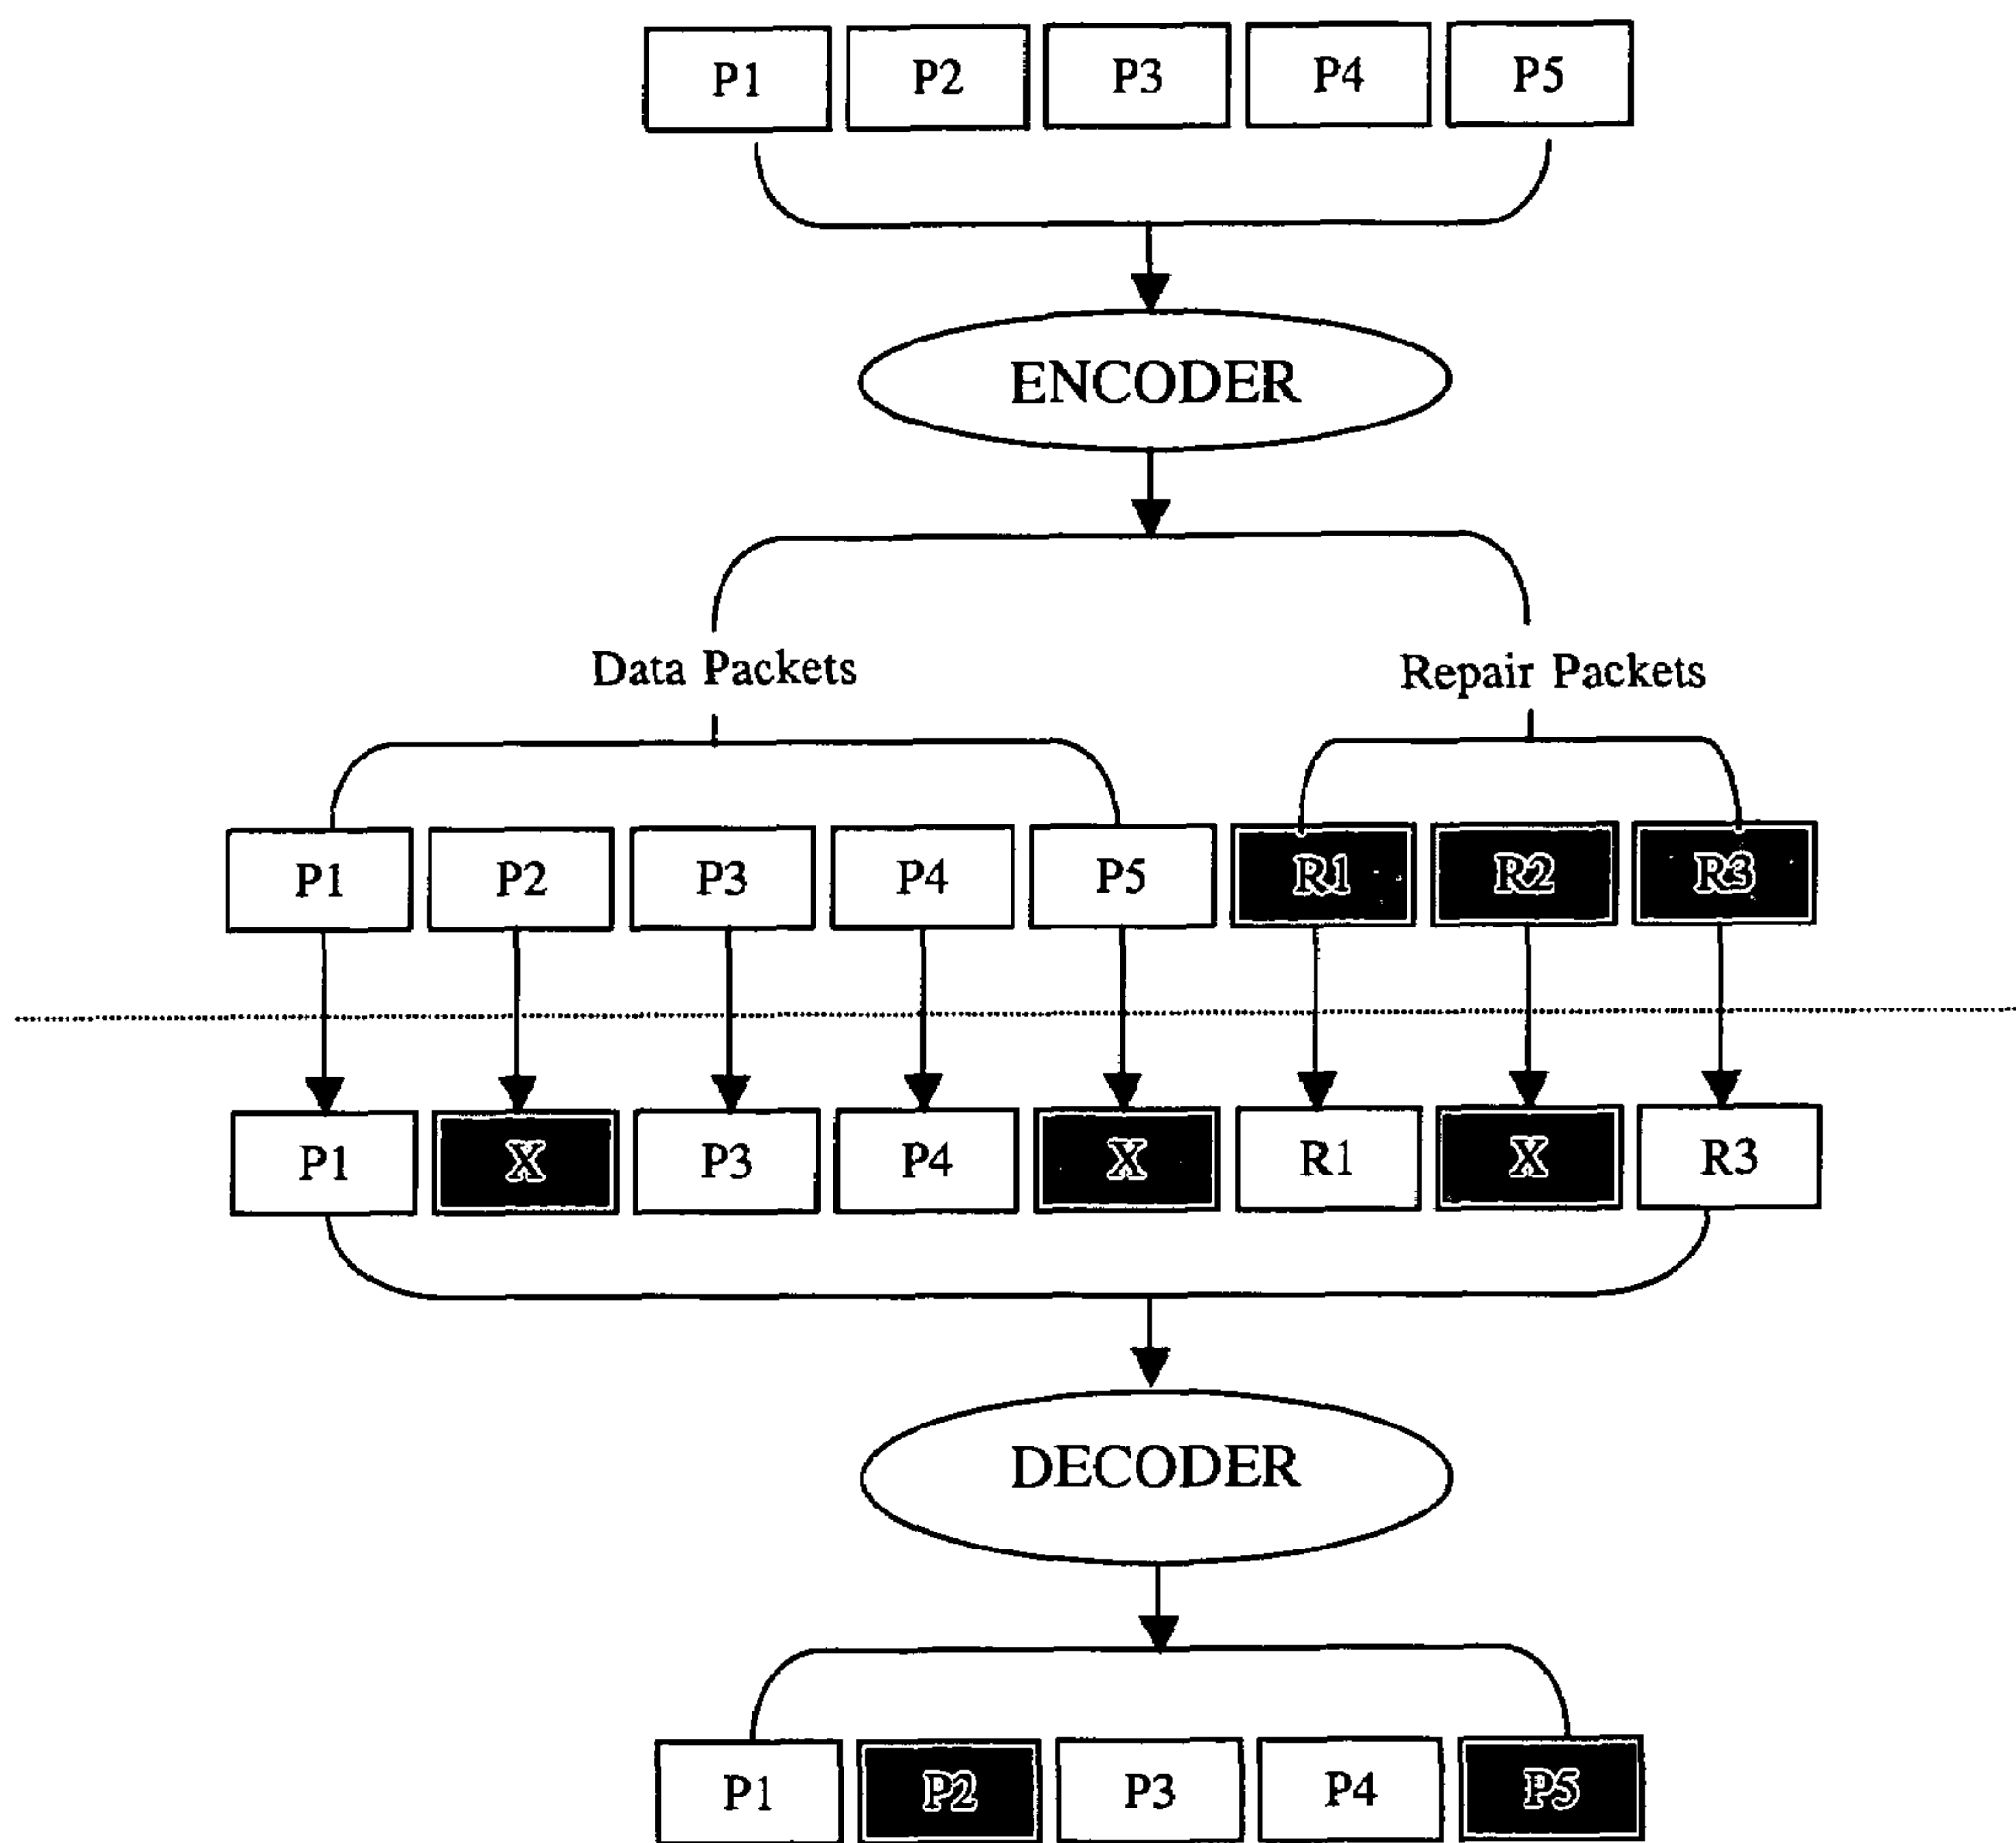 P1 P2 P3 P4 P5
ENCODER
Data Packets Repair Packets
P1 P2 P3 P4 P5 R1 R2 R3
P1 X P3 P4 X R1 X R3
DECODER
P1 P2 P3 P4 P5